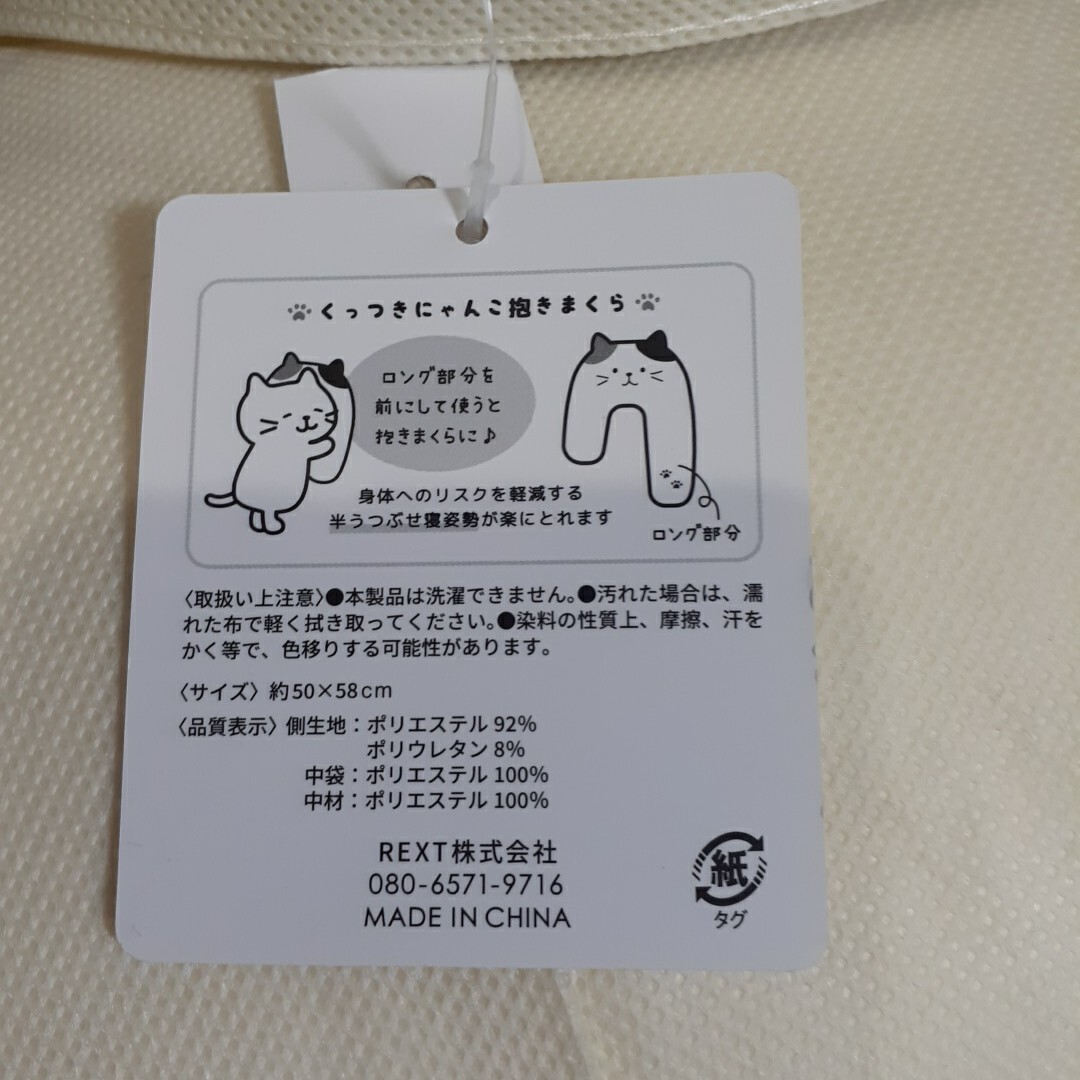 くっつきにゃんこ抱きまくら
ロング部分を
前にして使うと
抱きまくらに♪
身体へのリスクを軽減する
半うつぶせ寝姿勢が楽にとれます
ロング部分
〈取扱い上注意〉●本製品は洗濯できません。●汚れた場合は、濡
れた布で軽く拭き取ってください。●染料の性質上、摩擦、汗を
かく等で、色移りする可能性があります。
〈サイズ〉約50×58cm
〈品質表示〉側生地：ポリエステル 92%
ポリウレタン 8%
中袋：ポリエステル 100%
中材：ポリエステル 100%
REXT株式会社
080-6571-9716
MADE IN CHINA
紙
タグ